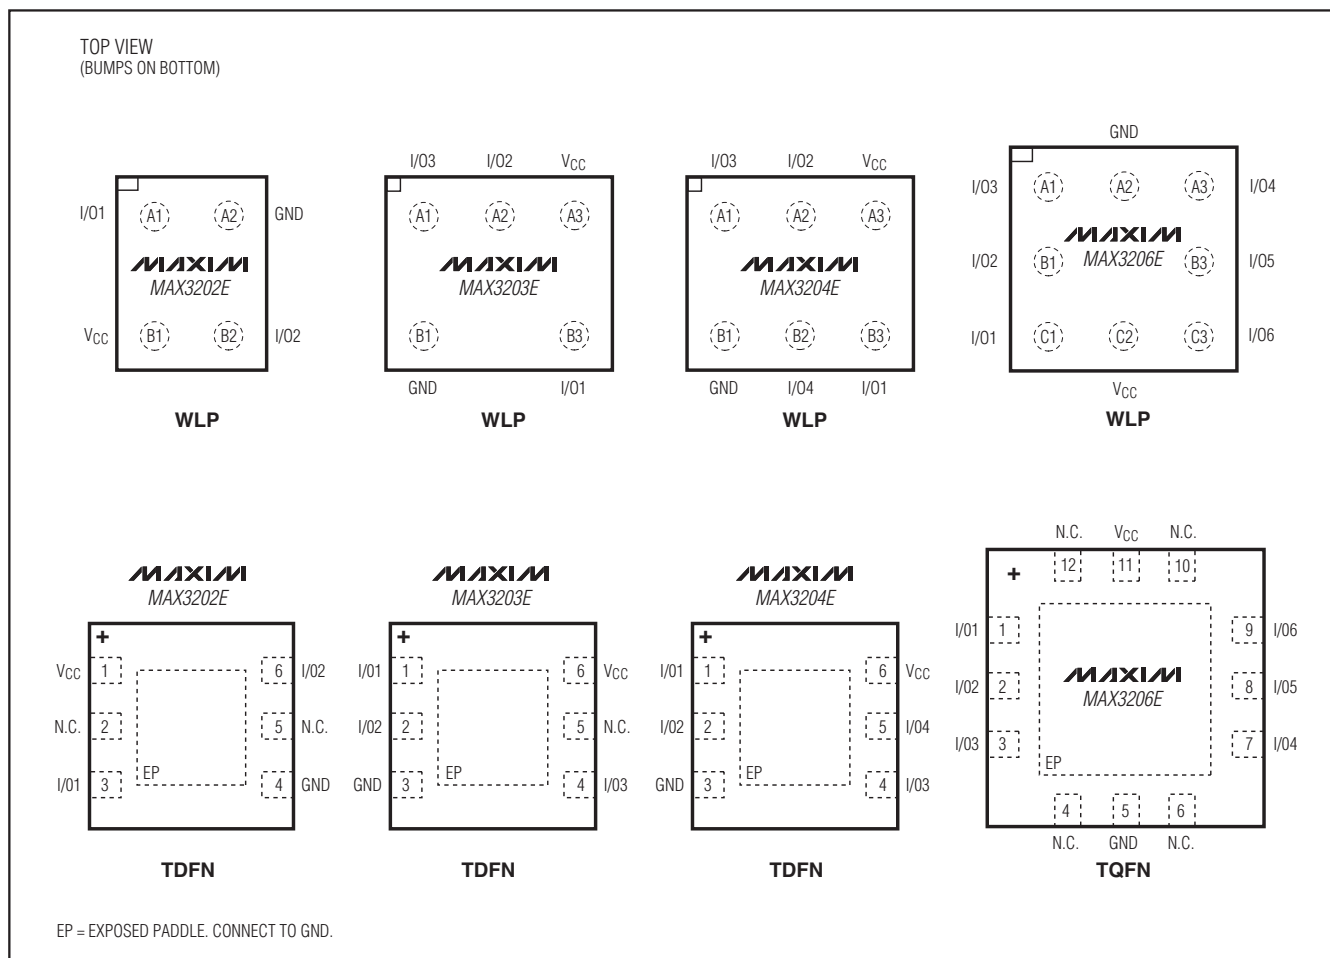 TOP VIEW
(BUMPS ON BOTTOM)
I/O1 A1 A2 GND
MAXIM
MAX3202E
VCC B1 B2 I/O2
WLP
I/O3 I/O2 VCC
A1 A2 A3
MAXIM
MAX3203E
B1 B3
GND I/O1
WLP
I/O3 I/O2 VCC
A1 A2 A3
MAXIM
MAX3204E
B1 B2 B3
GND I/O4 I/O1
WLP
GND
I/O3 A1 A2 A3 I/O4
MAXIM
MAX3206E
I/O2 B1 B3 I/O5
I/O1 C1 C2 C3 I/O6
VCC
WLP
MAXIM
MAX3202E
+
VCC 1 6 I/O2
N.C. 2 5 N.C.
I/O1 3 4 GND
EP
TDFN
MAXIM
MAX3203E
+
I/O1 1 6 VCC
I/O2 2 5 N.C.
GND 3 4 I/O3
EP
TDFN
MAXIM
MAX3204E
+
I/O1 1 6 VCC
I/O2 2 5 I/O4
GND 3 4 I/O3
EP
TDFN
N.C. VCC N.C.
12 11 10
+
I/O1 1 9 I/O6
MAXIM
MAX3206E
I/O2 2 8 I/O5
I/O3 3 7 I/O4
EP
4 5 6
N.C. GND N.C.
TQFN
EP = EXPOSED PADDLE. CONNECT TO GND.